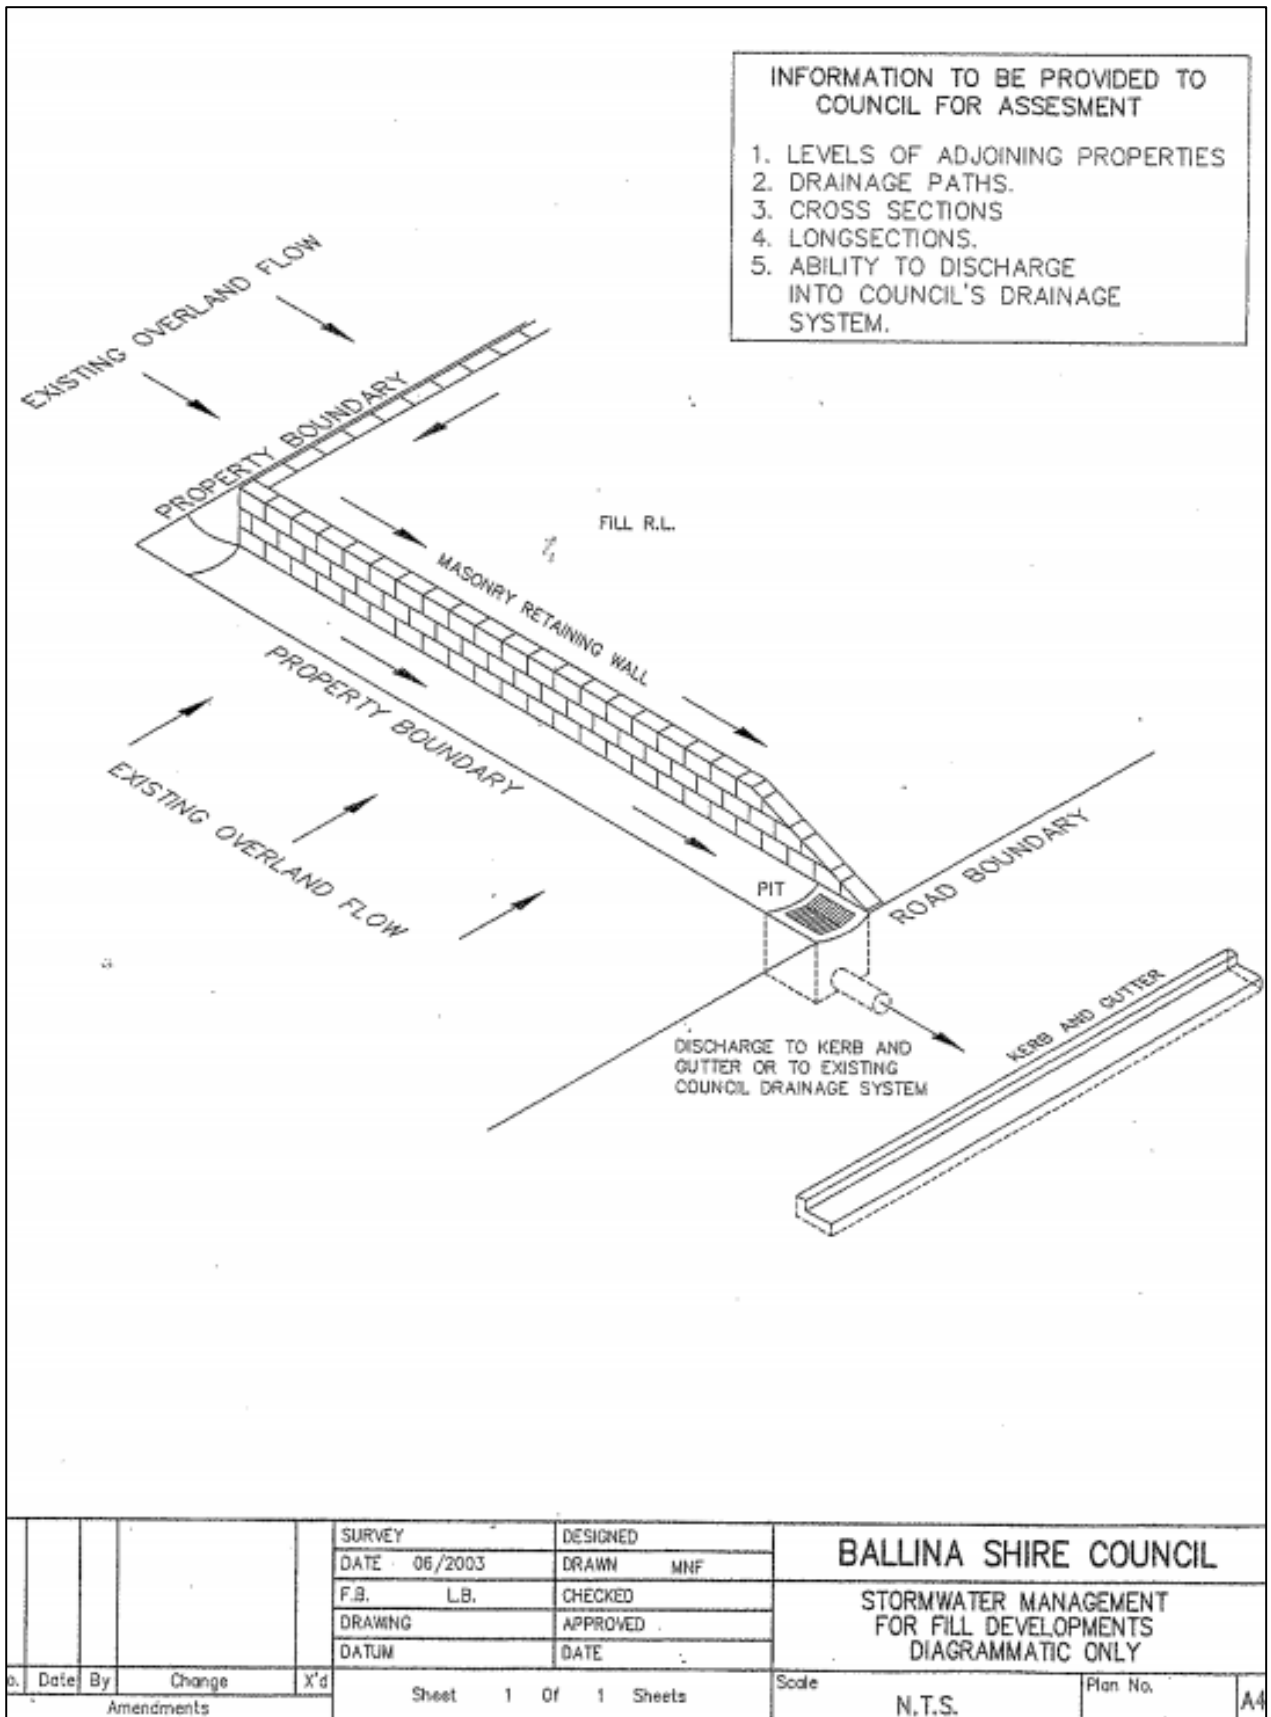 INFORMATION TO BE PROVIDED TO
COUNCIL FOR ASSESMENT
1. LEVELS OF ADJOINING PROPERTIES
2. DRAINAGE PATHS.
3. CROSS SECTIONS
4. LONGSECTIONS.
5. ABILITY TO DISCHARGE
INTO COUNCIL'S DRAINAGE
SYSTEM.
EXISTING OVERLAND FLOW
PROPERTY BOUNDARY
FILL R.L.
MASONRY RETAINING WALL
PROPERTY BOUNDARY
EXISTING OVERLAND FLOW
PIT
ROAD BOUNDARY
KERB AND GUTTER
DISCHARGE TO KERB AND
GUTTER OR TO EXISTING
COUNCIL DRAINAGE SYSTEM
SURVEY
DESIGNED
DATE 06/2003
DRAWN MNF
F.B. L.B.
CHECKED
DRAWING
APPROVED
DATUM
DATE
BALLINA SHIRE COUNCIL
STORMWATER MANAGEMENT
FOR FILL DEVELOPMENTS
DIAGRAMMATIC ONLY
Date By Change X'd
Amendments
Sheet 1 Of 1 Sheets
Scale
N.T.S.
Plan No.
A4